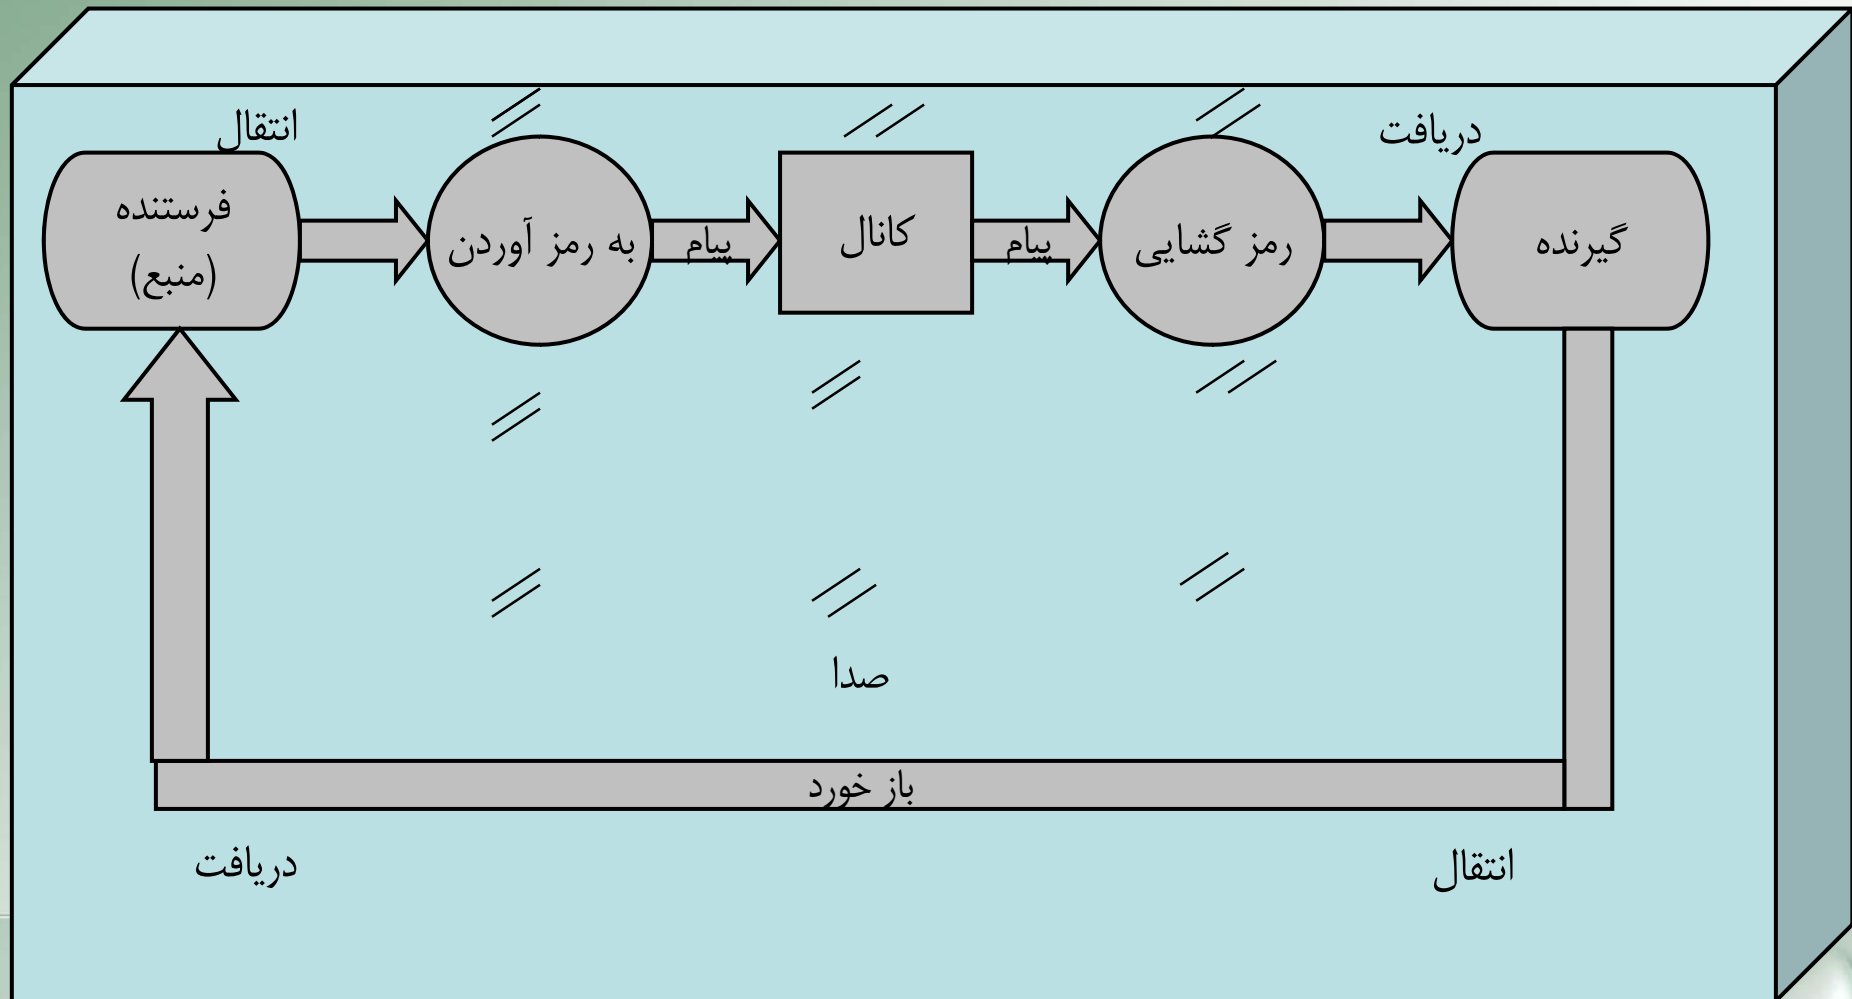 انتقال
دریافت
فرستنده
(منبع)
به رمز آوردن
پیام
کانال
پیام
رمز گشایی
گیرنده
صدا
باز خورد
دریافت
انتقال